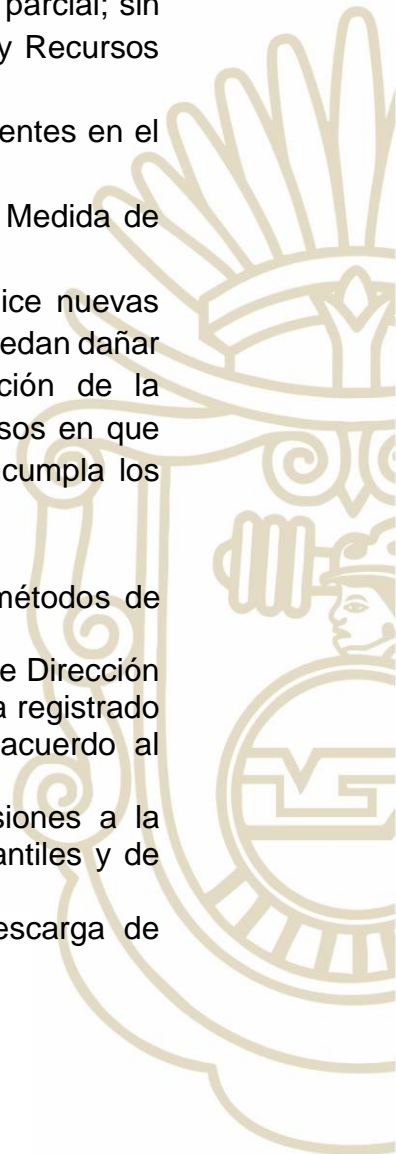 parcial; sin
y Recursos
entes en el
Medida de
ice nuevas
edan dañar
ción de la
sos en que
cumpla los
métodos de
e Dirección
a registrado
acuerdo al
siones a la
antiles y de
escarga de